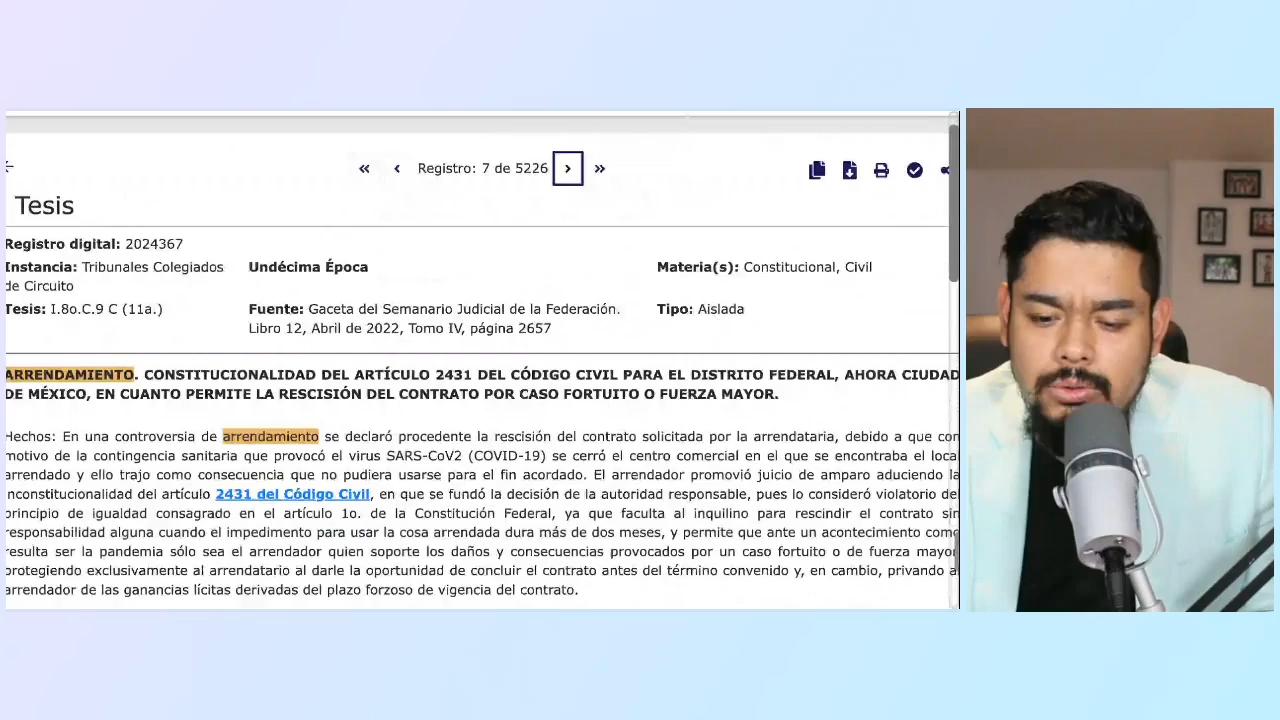 Registro: 7 de 5226
Tesis
Registro digital: 2024367
Instancia: Tribunales Colegiados de Circuito
Undécima Época
Materia(s): Constitucional, Civil
Tesis: I.8o.C.9 C (11a.)
Fuente: Gaceta del Semanario Judicial de la Federación.
Libro 12, Abril de 2022, Tomo IV, página 2657
Tipo: Aislada
ARRENDAMIENTO. CONSTITUCIONALIDAD DEL ARTÍCULO 2431 DEL CÓDIGO CIVIL PARA EL DISTRITO FEDERAL, AHORA CIUDAD
DE MÉXICO, EN CUANTO PERMITE LA RESCISIÓN DEL CONTRATO POR CASO FORTUITO O FUERZA MAYOR.
Hechos: En una controversia de arrendamiento se declaró procedente la rescisión del contrato solicitada por la arrendataria, debido a que con
motivo de la contingencia sanitaria que provocó el virus SARS-CoV2 (COVID-19) se cerró el centro comercial en el que se encontraba el local
arrendado y ello trajo como consecuencia que no pudiera usarse para el fin acordado. El arrendador promovió juicio de amparo aduciendo la
inconstitucionalidad del artículo 2431 del Código Civil, en que se fundó la decisión de la autoridad responsable, pues lo consideró violatorio del
principio de igualdad consagrado en el artículo 1o. de la Constitución Federal, ya que faculta al inquilino para rescindir el contrato sin
responsabilidad alguna cuando el impedimento para usar la cosa arrendada dura más de dos meses, y permite que ante un acontecimiento como
resulta ser la pandemia sólo sea el arrendador quien soporte los daños y consecuencias provocados por un caso fortuito o de fuerza mayor
protegiendo exclusivamente al arrendatario al darle la oportunidad de concluir el contrato antes del término convenido y, en cambio, privando al
arrendador de las ganancias lícitas derivadas del plazo forzoso de vigencia del contrato.